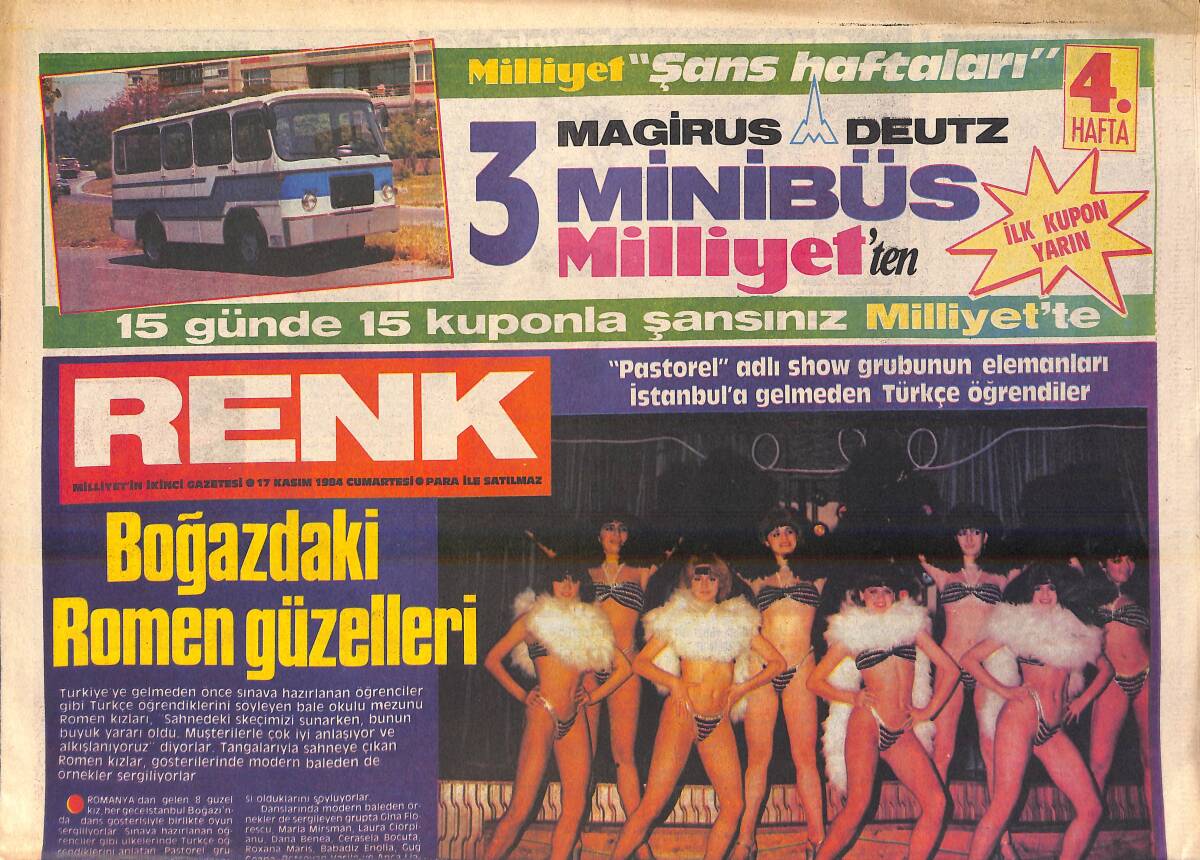 Milliyet "Şans haftaları"
4.
HAFTA
3
MAGİRUS DEUTZ
MİNİBÜS
Milliyet'ten
İLK KUPON
YARIN
15 günde 15 kuponla şansınız Milliyet'te
RENK
MİLLİYET'İN İKİNCİ GAZETESİ ● 17 KASIM 1984 CUMARTESİ ● PARA İLE SATILMAZ
"Pastorel" adlı show grubunun elemanları
İstanbul'a gelmeden Türkçe öğrendiler
Boğazdaki
Romen güzelleri
Türkiye'ye gelmeden önce sınava hazırlanan öğrenciler
gibi Türkçe öğrendiklerini söyleyen bale okulu mezunu
Romen kızları, "Sahnedeki skeçimizi sunarken, bunun
büyük yararı oldu. Müşterilerle çok iyi anlaşıyor ve
alkışlanıyoruz" diyorlar. Tangalarıyla sahneye çıkan
Romen kızlar, gösterilerinde modern baleden de
örnekler sergiliyorlar
ROMANYA'dan gelen 8 güzel
kız, her gece İstanbul Boğazı'n
da dans gösterisiyle birlikte oyun
sergiliyorlar. Sınava hazırlanan öğ-
renciler gibi ülkelerinde Türkçe öğ-
rendiklerini anlatan Pastorel gru-
si olduklarını söylüyorlar.
Danslarında modern baleden ör-
nekler de sergileyen grupta Gina Flo-
rescu, Maria Mirsman, Laura Ciorpi-
anu, Dana Benea, Cerasela Bocuta,
Roxana Maris, Babadiz Enolia, Gug